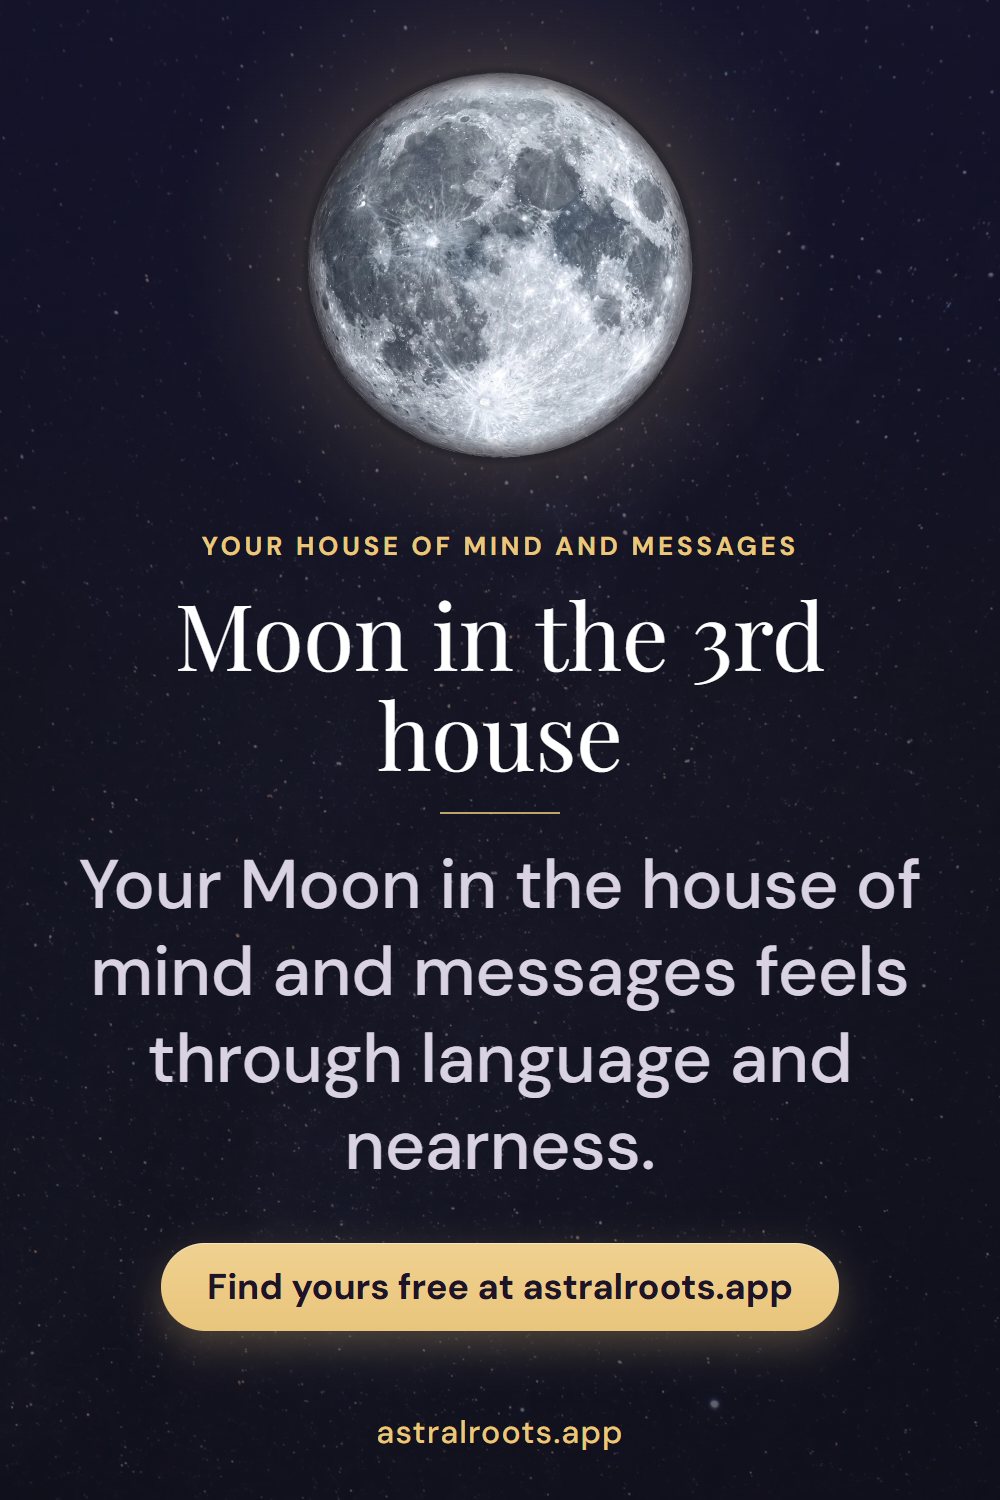 YOUR HOUSE OF MIND AND MESSAGES
Moon in the 3rd
house
Your Moon in the house of
mind and messages feels
through language and
nearness.
Find yours free at astralroots.app
astralroots.app